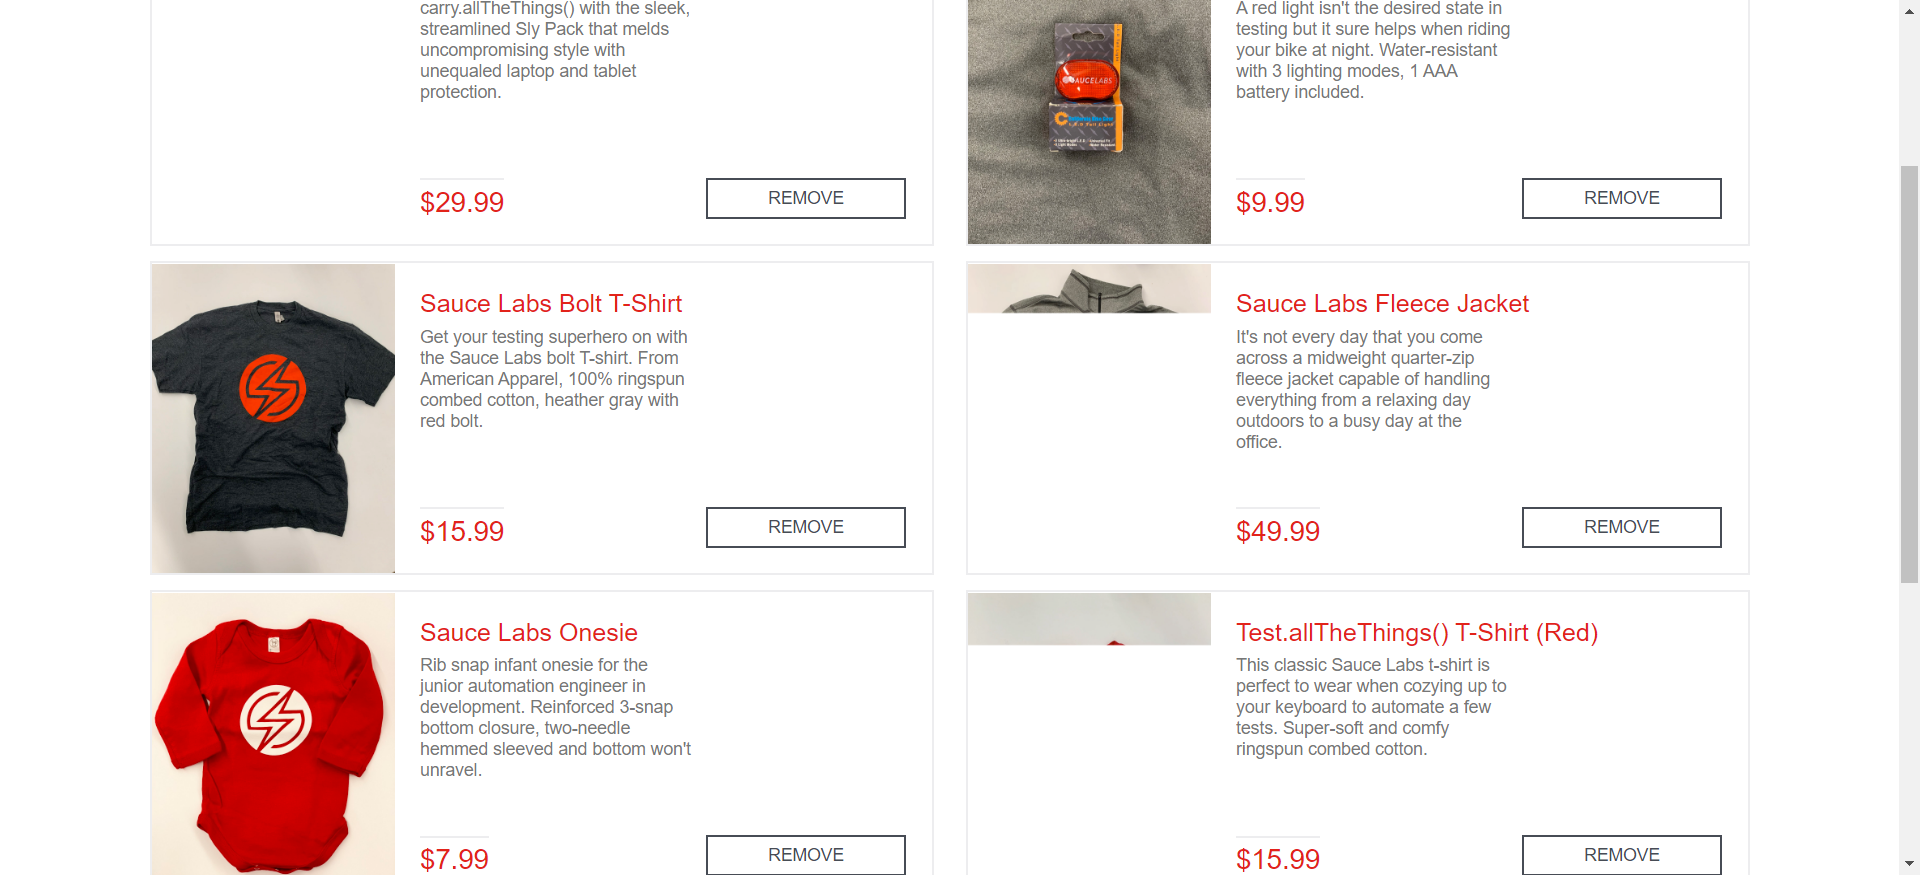 carry.allTheThings() with the sleek,
streamlined Sly Pack that melds
uncompromising style with
unequaled laptop and tablet
protection.
$29.99
REMOVE
AUCELABS
A red light isn't the desired state in
testing but it sure helps when riding
your bike at night. Water-resistant
with 3 lighting modes, 1 AAA
battery included.
$9.99
REMOVE
Sauce Labs Bolt T-Shirt
Get your testing superhero on with
the Sauce Labs bolt T-shirt. From
American Apparel, 100% ringspun
combed cotton, heather gray with
red bolt.
$15.99
REMOVE
Sauce Labs Fleece Jacket
It's not every day that you come
across a midweight quarter-zip
fleece jacket capable of handling
everything from a relaxing day
outdoors to a busy day at the
office.
$49.99
REMOVE
Sauce Labs Onesie
Rib snap infant onesie for the
junior automation engineer in
development. Reinforced 3-snap
bottom closure, two-needle
hemmed sleeved and bottom won't
unravel.
$7.99
REMOVE
Test.allTheThings() T-Shirt (Red)
This classic Sauce Labs t-shirt is
perfect to wear when cozying up to
your keyboard to automate a few
tests. Super-soft and comfy
ringspun combed cotton.
$15.99
REMOVE